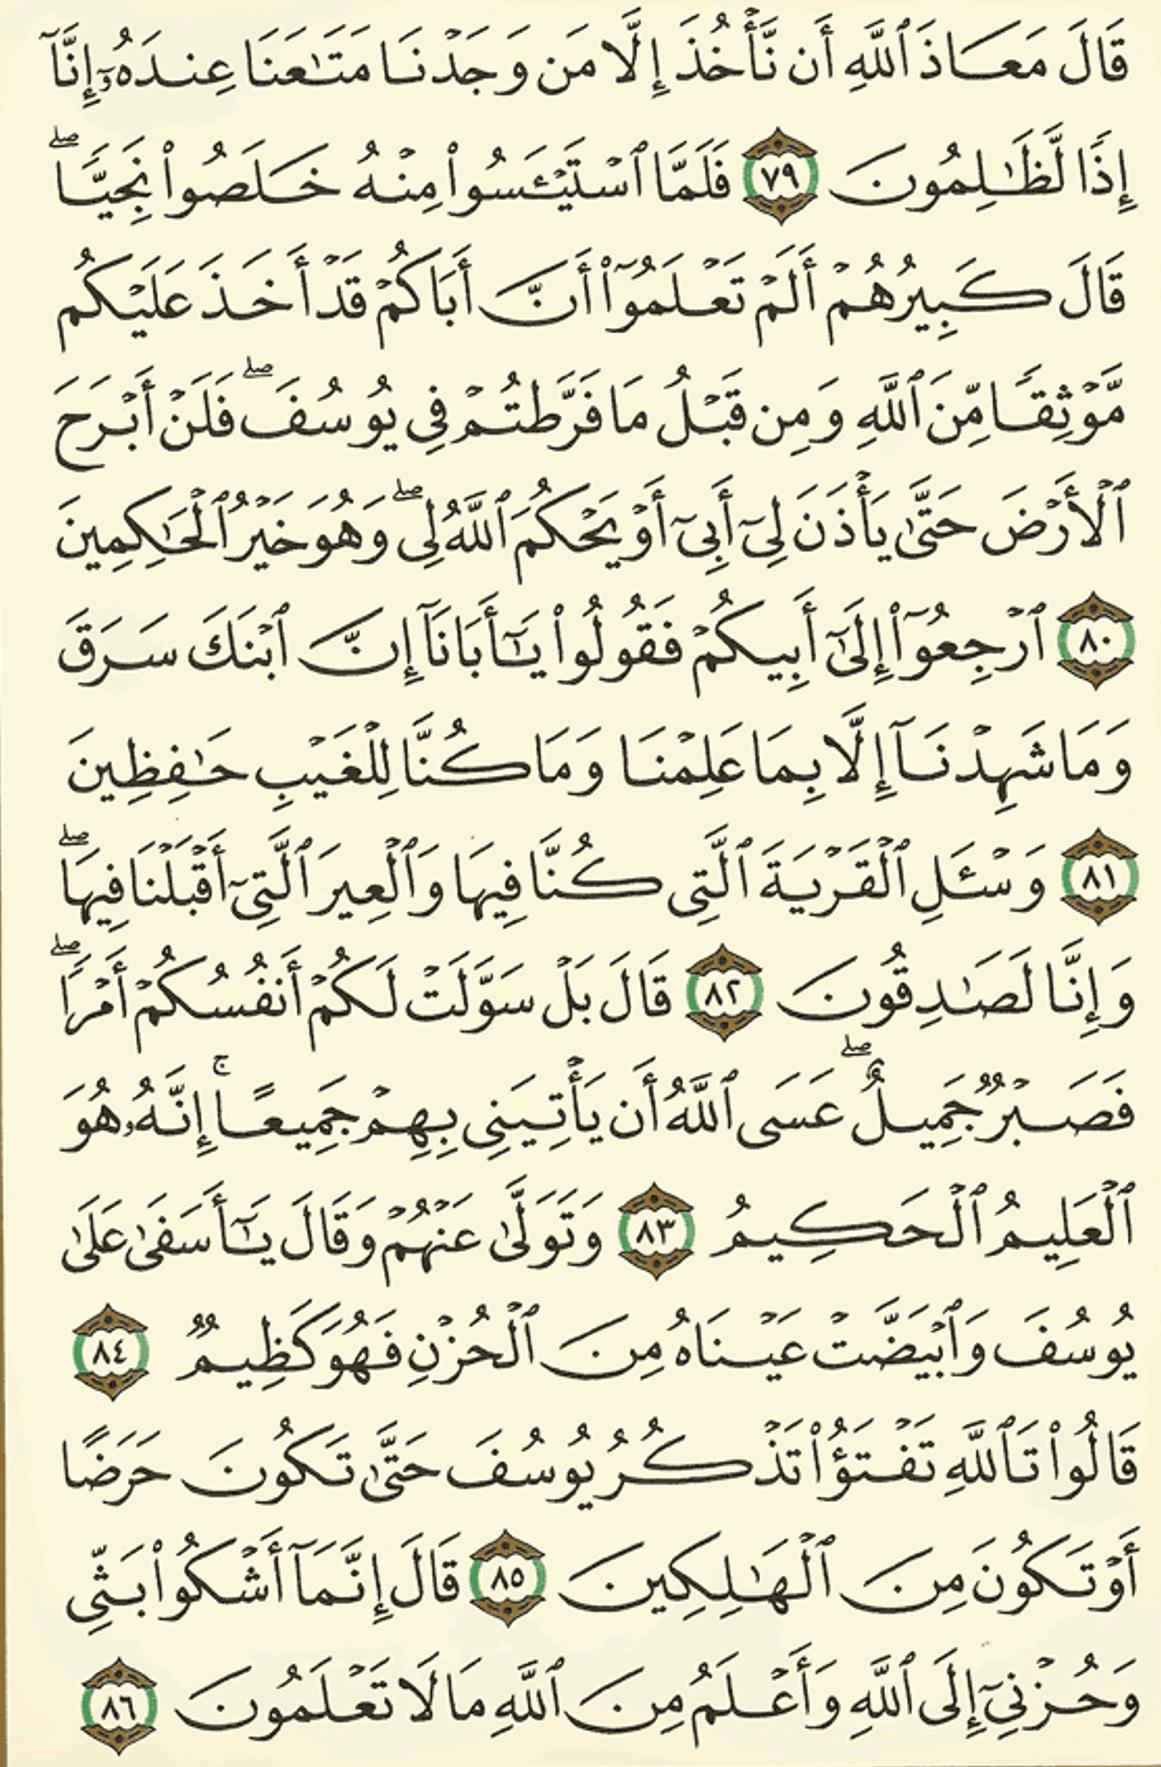 قَالَ مَعَاذَ ٱللَّهِ أَن نَّأۡخُذَ إِلَّا مَن وَجَدۡنَا مَتَٰعَنَا عِندَهُۥٓ إِنَّآ
إِذٗا لَّظَٰلِمُونَ ٧٩ فَلَمَّا ٱسۡتَيۡـَٔسُواْ مِنۡهُ خَلَصُواْ نَجِيّٗاۖ
قَالَ كَبِيرُهُمۡ أَلَمۡ تَعۡلَمُوٓاْ أَنَّ أَبَاكُمۡ قَدۡ أَخَذَ عَلَيۡكُم
مَّوۡثِقٗا مِّنَ ٱللَّهِ وَمِن قَبۡلُ مَا فَرَّطتُمۡ فِي يُوسُفَۖ فَلَنۡ أَبۡرَحَ
ٱلۡأَرۡضَ حَتَّىٰ يَأۡذَنَ لِيٓ أَبِيٓ أَوۡ يَحۡكُمَ ٱللَّهُ لِيۖ وَهُوَ خَيۡرُ ٱلۡحَٰكِمِينَ
٨٠ ٱرۡجِعُوٓاْ إِلَىٰٓ أَبِيكُمۡ فَقُولُواْ يَٰٓأَبَانَآ إِنَّ ٱبۡنَكَ سَرَقَ
وَمَا شَهِدۡنَآ إِلَّا بِمَا عَلِمۡنَا وَمَا كُنَّا لِلۡغَيۡبِ حَٰفِظِينَ
٨١ وَسۡـَٔلِ ٱلۡقَرۡيَةَ ٱلَّتِي كُنَّا فِيهَا وَٱلۡعِيرَ ٱلَّتِيٓ أَقۡبَلۡنَا فِيهَاۖ
وَإِنَّا لَصَٰدِقُونَ ٨٢ قَالَ بَلۡ سَوَّلَتۡ لَكُمۡ أَنفُسُكُمۡ أَمۡرٗاۖ
فَصَبۡرٞ جَمِيلٌۖ عَسَى ٱللَّهُ أَن يَأۡتِيَنِي بِهِمۡ جَمِيعًاۚ إِنَّهُۥ هُوَ
ٱلۡعَلِيمُ ٱلۡحَكِيمُ ٨٣ وَتَوَلَّىٰ عَنۡهُمۡ وَقَالَ يَٰٓأَسَفَىٰ عَلَىٰ
يُوسُفَ وَٱبۡيَضَّتۡ عَيۡنَاهُ مِنَ ٱلۡحُزۡنِ فَهُوَ كَظِيمٞ ٨٤
قَالُواْ تَٱللَّهِ تَفۡتَؤُاْ تَذۡكُرُ يُوسُفَ حَتَّىٰ تَكُونَ حَرَضًا
أَوۡ تَكُونَ مِنَ ٱلۡهَٰلِكِينَ ٨٥ قَالَ إِنَّمَآ أَشۡكُواْ بَثِّي
وَحُزۡنِيٓ إِلَى ٱللَّهِ وَأَعۡلَمُ مِنَ ٱللَّهِ مَا لَا تَعۡلَمُونَ ٨٦